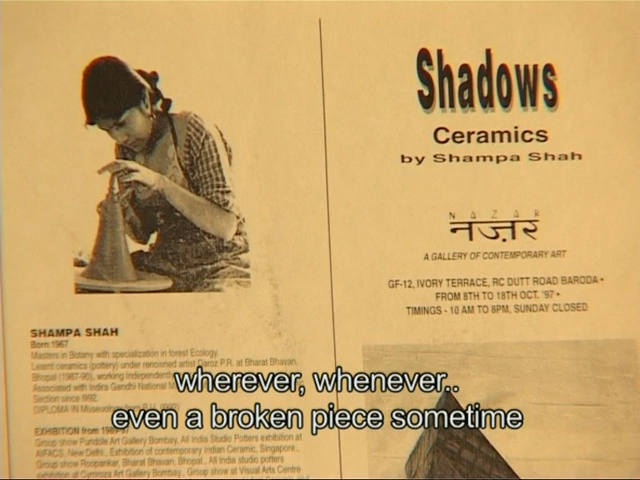 SHAMPA SHAH
Born 1967
Masters in Botany with specialization in forest Ecology.
Learnt ceramics (pottery) under renowned artist Daroz P.R. at Bharat Bhavan,
Bhopal (1987-90), working Independent
Associated with Indira Gandhi National M
Section since 1992.
DIPLOMA IN
EXHIBITION from
Group show Pundole Art Gallery Bombay, All India Studio Potters exhibition at
AIFACS, New Delhi, Exhibition of contemporary Indian Ceramic, Singapore,
Group show Roopankar, Bharat Bhavan, Bhopal, All India studio potters
exhibition at Cymroza Art Gallery Bombay, Group show at Visual Arts Centre
Shadows
Ceramics
by Shampa Shah
NAZAR
नज़र
A GALLERY OF CONTEMPORARY ART
GF-12, IVORY TERRACE, RC DUTT ROAD BARODA •
FROM 8TH TO 18TH OCT. '97 •
TIMINGS - 10 AM TO 8PM, SUNDAY CLOSED
wherever, whenever..
even a broken piece sometime